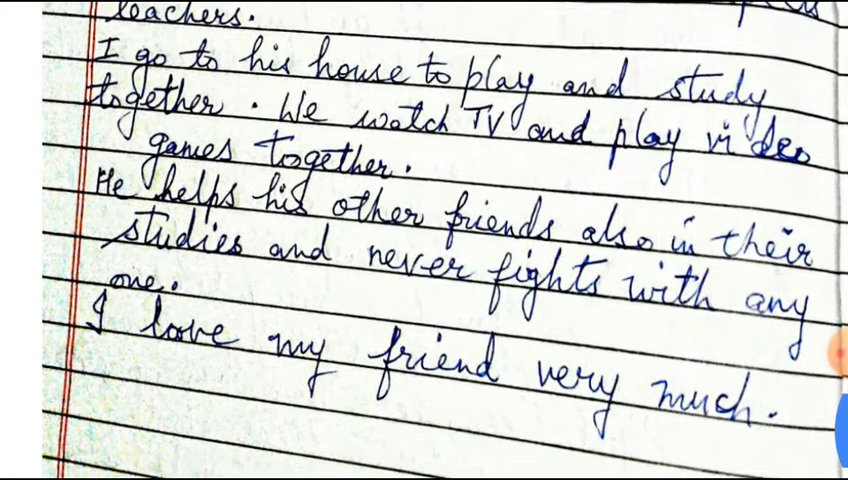 teachers.
I go to his house to play and study
together. We watch TV and play video
games together.
He helps his other friends also in their
studies and never fights with any
one.
I love my friend very much.